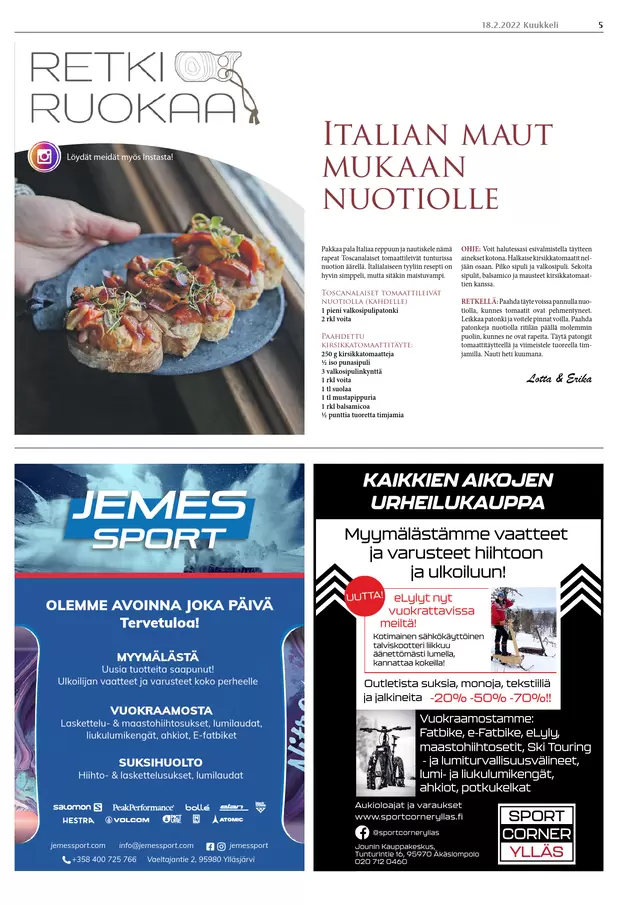 18.2.2022 Kuukkeli 5
RETKI
RUOKAA
Löydät meidät myös Instasta!
ITALIAN MAUT
MUKAAN
NUOTIOLLE
Pakkaa pala Italiaa reppuun ja nautiskele nämä
rapeat Toscanalaiset tomaattileivät tunturissa
nuotion äärellä. Italialaiseen tyyliin resepti on
hyvin simppeli, mutta sitäkin maistuvampi.
TOSCANALAISET TOMAATTILEIVÄT
NUOTIOLLA (KAHDELLE)
1 pieni valkosipulipatonki
2 rkl voita
PAAHDETTU
KIRSIKKATOMAATTITÄYTE:
250 g kirsikkatomaatteja
½ iso punasipuli
3 valkosipulinkynttä
1 rkl voita
1 tl suolaa
1 tl mustapippuria
1 rkl balsamicoa
½ punttia tuoretta timjamia
OHJE: Voit halutessasi esivalmistella täytteen
ainekset kotona. Halkaise kirsikkatomaatit nel-
jään osaan. Pilko sipuli ja valkosipuli. Sekoita
sipulit, balsamico ja mausteet kirsikkatomaat-
tien kanssa.
RETKELLÄ: Paahda täyte voissa pannulla nuo-
tiolla, kunnes tomaatit ovat pehmentyneet.
Leikkaa patonki ja voitele pinnat voilla. Paahda
patonkeja nuotiolla ritilän päällä molemmin
puolin, kunnes ne ovat rapeita. Täytä patongit
tomaattitäytteellä ja viimeistele tuoreella tim-
jamilla. Nauti heti kuumana.
Lotta & Erika
JEMES
SPORT
OLEMME AVOINNA JOKA PÄIVÄ
Tervetuloa!
MYYMÄLÄSTÄ
Uusia tuotteita saapunut!
Ulkoilijan vaatteet ja varusteet koko perheelle
VUOKRAAMOSTA
Laskettelu- & maastohiihtosukset, lumilaudat,
liukulumikengät, ahkiot, E-fatbiket
SUKSIHUOLTO
Hiihto- & laskettelusukset, lumilaudat
salomon PeakPerformance bollé elan
HESTRA VOLCOM ATOMIC
jemessport.com info@jemessport.com jemessport
+358 400 725 766 Vaeltajantie 2, 95980 Ylläsjärvi
Nitro
KAIKKIEN AIKOJEN
URHEILUKAUPPA
Myymälästämme vaatteet
ja varusteet hiihtoon
ja ulkoiluun!
UUTTA!
eLylyt nyt
vuokrattavissa
meiltä!
Kotimainen sähkökäyttöinen
talviskootteri liikkuu
äänettömästi lumella,
kannattaa kokeilla!
Outletista suksia, monoja, tekstiiliä
ja jalkineita -20% -50% -70%!!
Vuokraamostamme:
Fatbike, e-Fatbike, eLyly,
maastohiihtosetit, Ski Touring
- ja lumiturvallisuusvälineet,
lumi- ja liukulumikengät,
ahkiot, potkukelkat
Aukioloajat ja varaukset
www.sportcorneryllas.fi
@sportcorneryllas
Jounin Kauppakeskus,
Tunturintie 16, 95970 Äkäslompolo
020 712 0460
SPORT
CORNER
YLLÄS